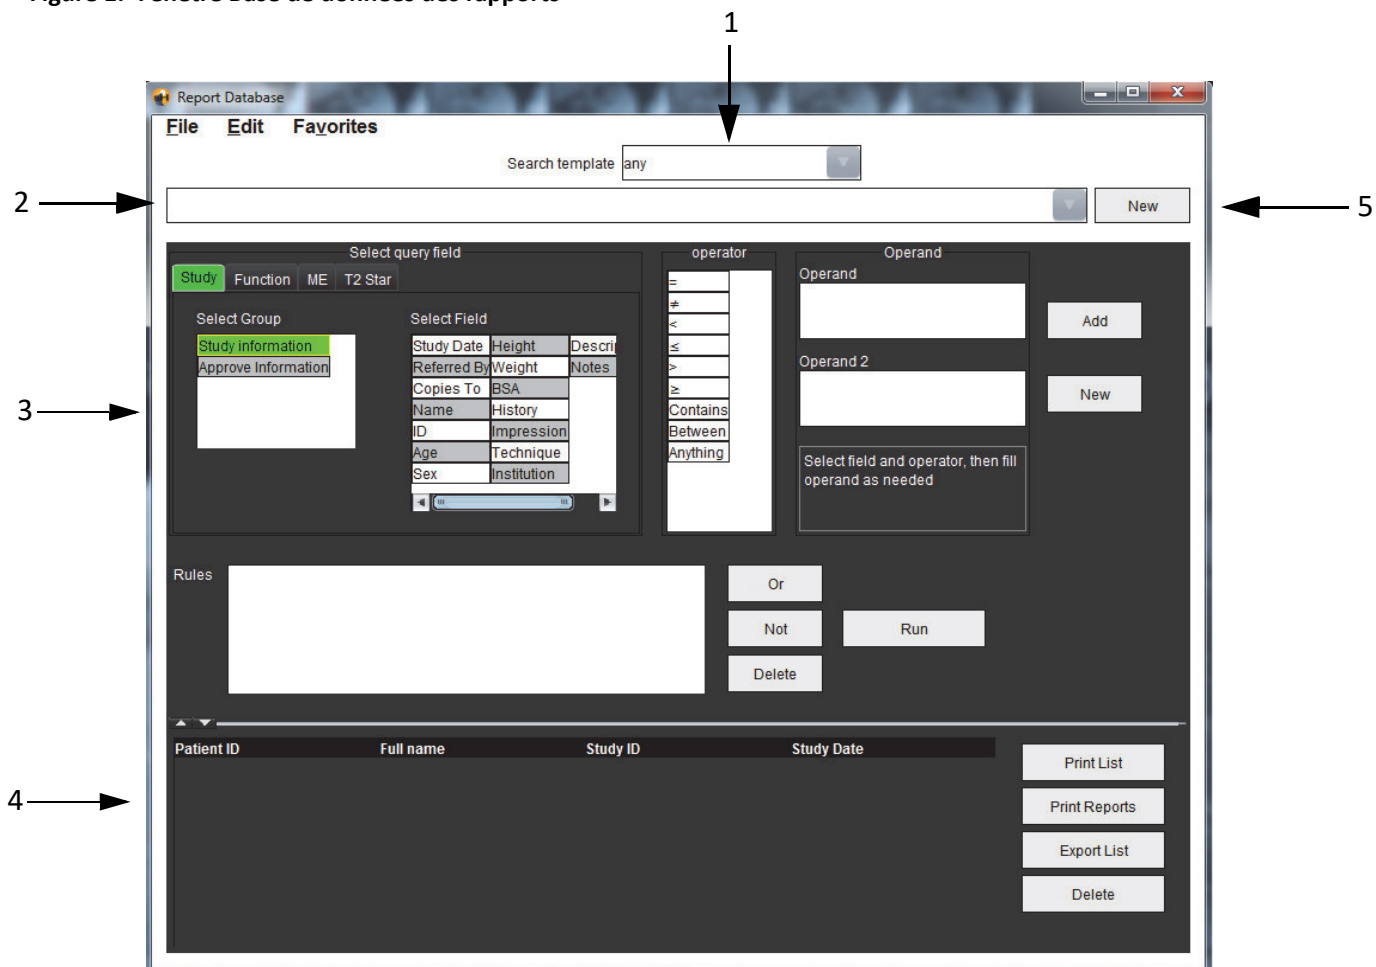 Figure 1. Fenêtre Base de données des rapports
1
Report Database
File Edit Favorites
Search template any
2
New
5
Select query field
operator
Operand
Study Function ME T2 Star
Select Group
Select Field
Study information
Approve Information
Study Date Height Descri
Referred By Weight Notes
Copies To BSA
Name History
ID Impression
Age Technique
Sex Institution
=
≠
<
≤
>
≥
Contains
Between
Anything
Operand
Operand 2
Select field and operator, then fill
operand as needed
Add
New
3
Rules
Or
Not
Delete
Run
Patient ID Full name Study ID Study Date
4
Print List
Print Reports
Export List
Delete